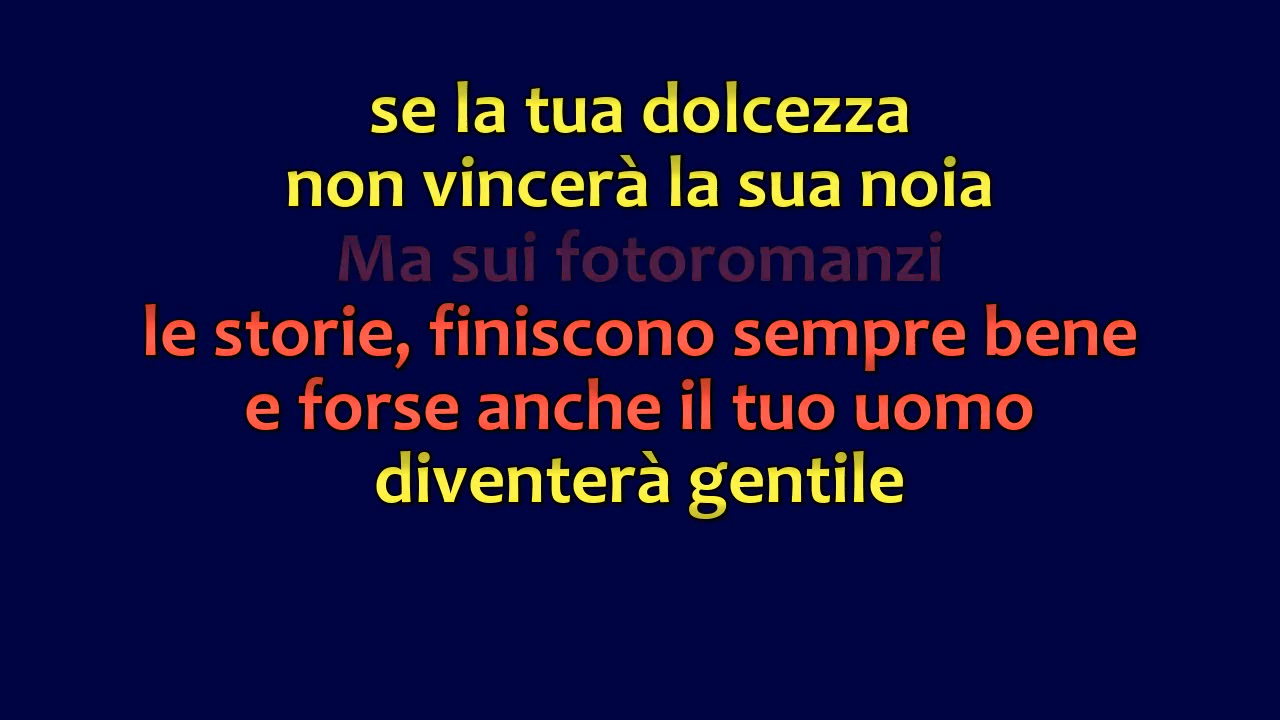 se la tua dolcezza
non vincerà la sua noia
Ma sui fotoromanzi
le storie, finiscono sempre bene
e forse anche il tuo uomo
diventerà gentile